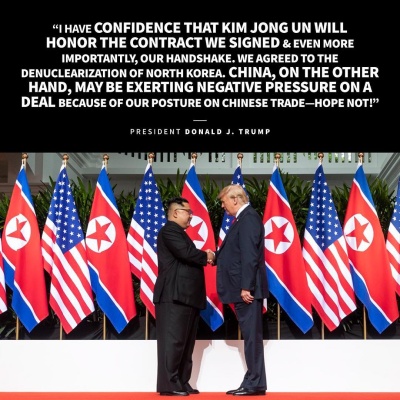 “I HAVE CONFIDENCE THAT KIM JONG UN WILL
HONOR THE CONTRACT WE SIGNED & EVEN MORE
IMPORTANTLY, OUR HANDSHAKE. WE AGREED TO THE
DENUCLEARIZATION OF NORTH KOREA. CHINA, ON THE OTHER
HAND, MAY BE EXERTING NEGATIVE PRESSURE ON A
DEAL BECAUSE OF OUR POSTURE ON CHINESE TRADE—HOPE NOT!”
PRESIDENT DONALD J. TRUMP